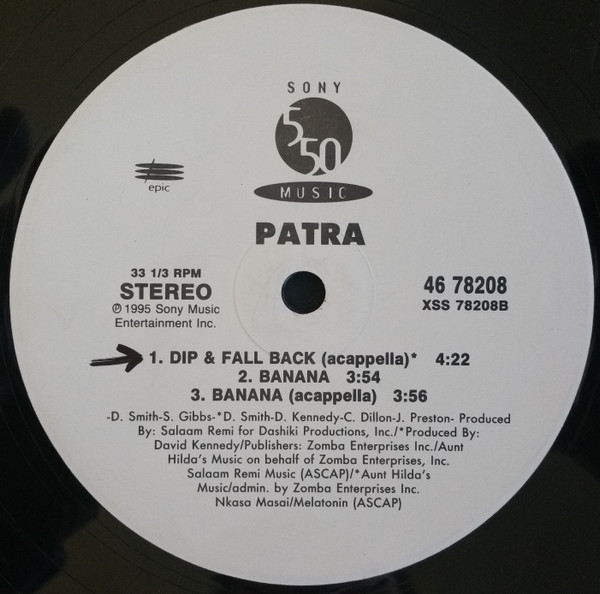 SONY
550
MUSIC
epic
PATRA
33 1/3 RPM
STEREO
℗ 1995 Sony Music
Entertainment Inc.
46 78208
XSS 78208B
1. DIP & FALL BACK (acappella)* 4:22
2. BANANA 3:54
3. BANANA (acappella) 3:56
-D. Smith-S. Gibbs-*D. Smith-D. Kennedy-C. Dillon-J. Preston- Produced
By: Salaam Remi for Dashiki Productions, Inc./*Produced By:
David Kennedy/Publishers: Zomba Enterprises Inc./Aunt
Hilda's Music on behalf of Zomba Enterprises, Inc.
Salaam Remi Music (ASCAP)/*Aunt Hilda's
Music/admin. by Zomba Enterprises Inc.
Nkasa Masai/Melatonin (ASCAP)